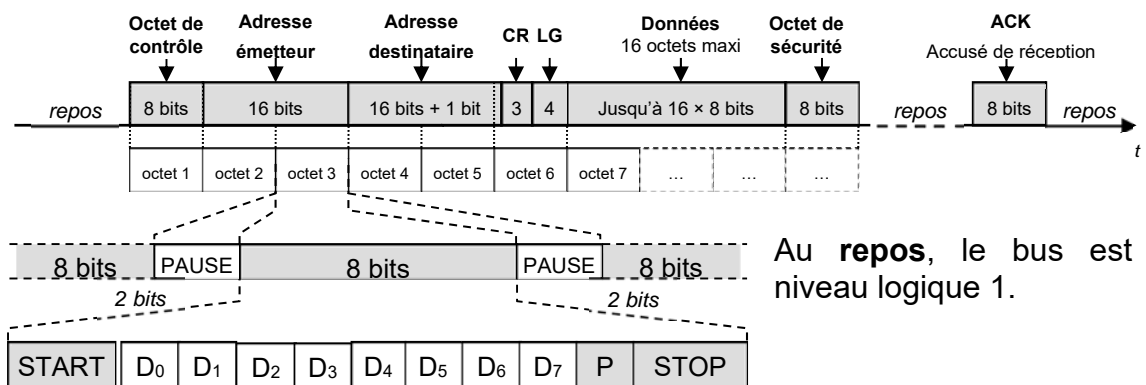 Octet de contrôle
Adresse émetteur
Adresse destinataire
CR LG
Données
16 octets maxi
Octet de sécurité
ACK
Accusé de réception
repos 8 bits 16 bits 16 bits + 1 bit 3 4 Jusqu'à 16 × 8 bits 8 bits repos 8 bits repos
t
octet 1 octet 2 octet 3 octet 4 octet 5 octet 6 octet 7 ... ... ...
8 bits PAUSE 8 bits PAUSE 8 bits
2 bits 2 bits
START D0 D1 D2 D3 D4 D5 D6 D7 P STOP
Au repos, le bus est
niveau logique 1.